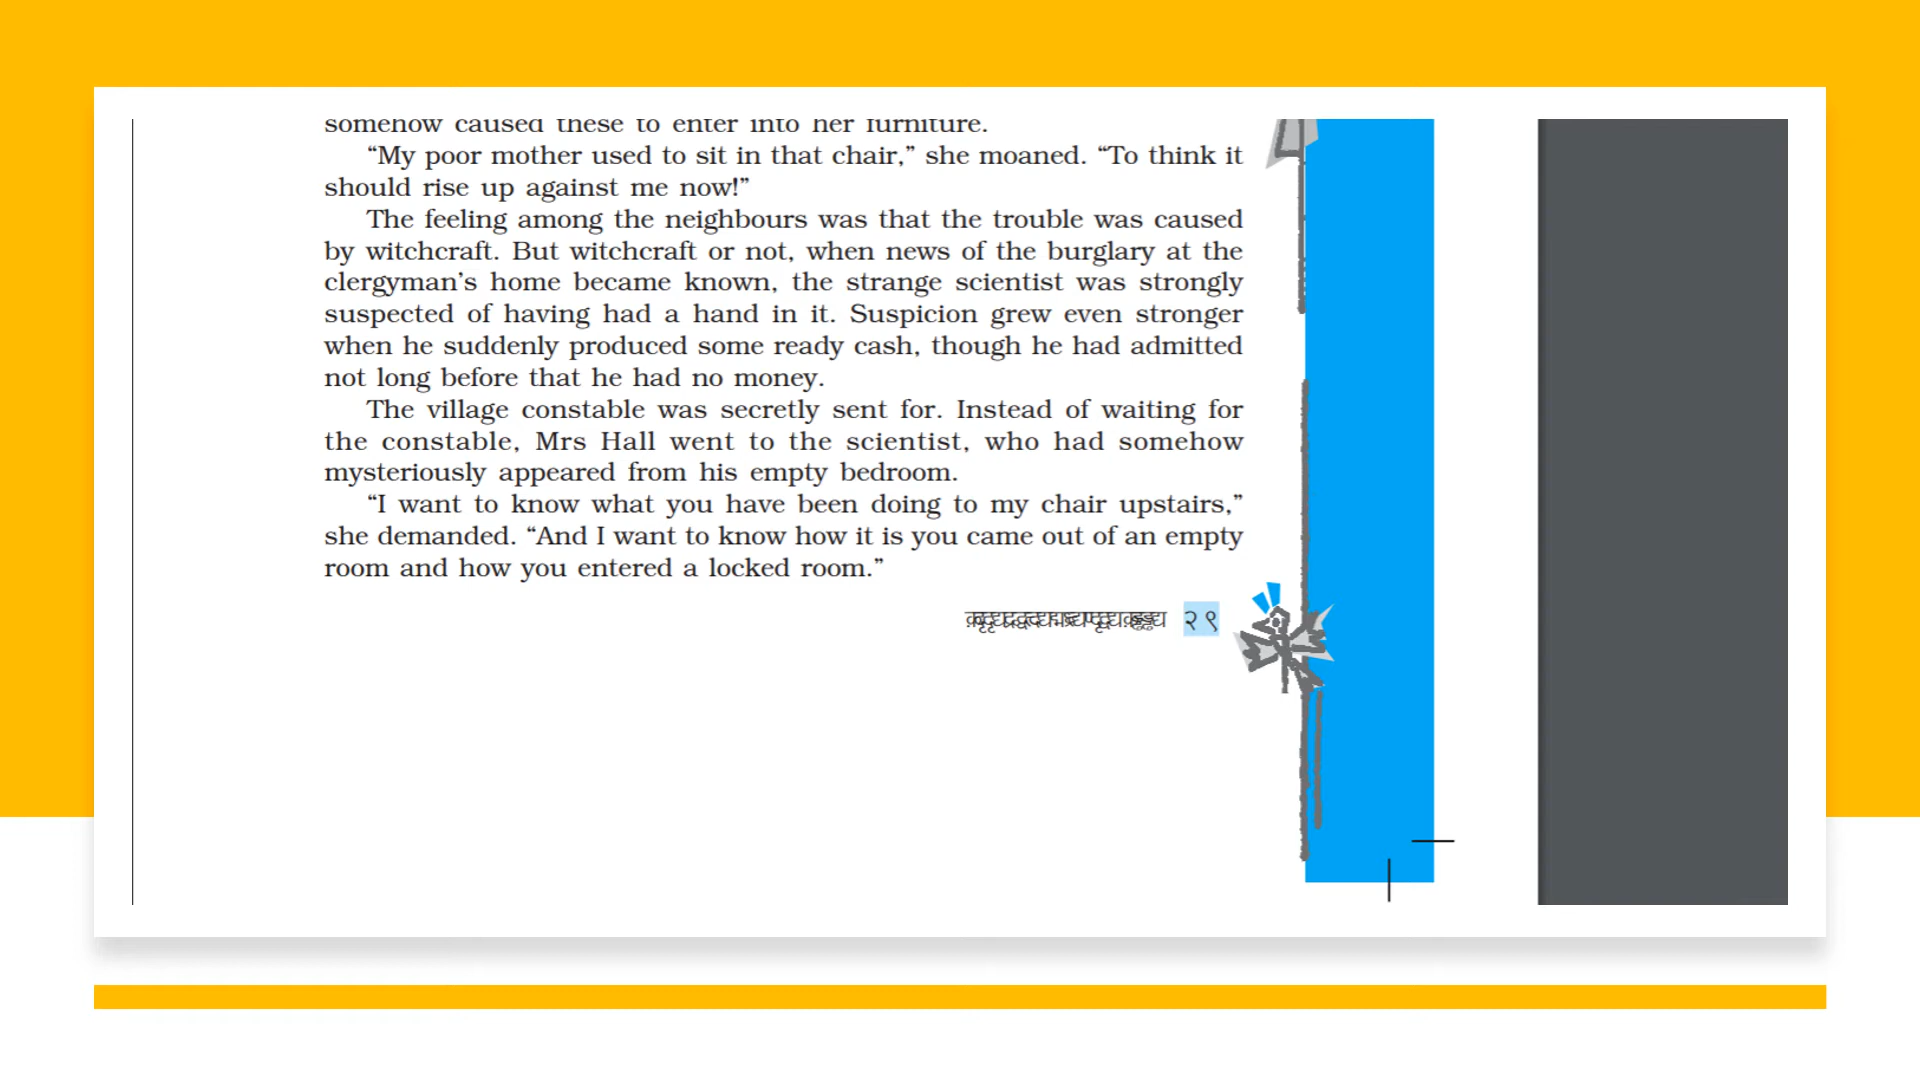 somehow caused these to enter into her furniture.
“My poor mother used to sit in that chair,” she moaned. “To think it
should rise up against me now!”
The feeling among the neighbours was that the trouble was caused
by witchcraft. But witchcraft or not, when news of the burglary at the
clergyman’s home became known, the strange scientist was strongly
suspected of having had a hand in it. Suspicion grew even stronger
when he suddenly produced some ready cash, though he had admitted
not long before that he had no money.
The village constable was secretly sent for. Instead of waiting for
the constable, Mrs Hall went to the scientist, who had somehow
mysteriously appeared from his empty bedroom.
“I want to know what you have been doing to my chair upstairs,”
she demanded. “And I want to know how it is you came out of an empty
room and how you entered a locked room.”
२९